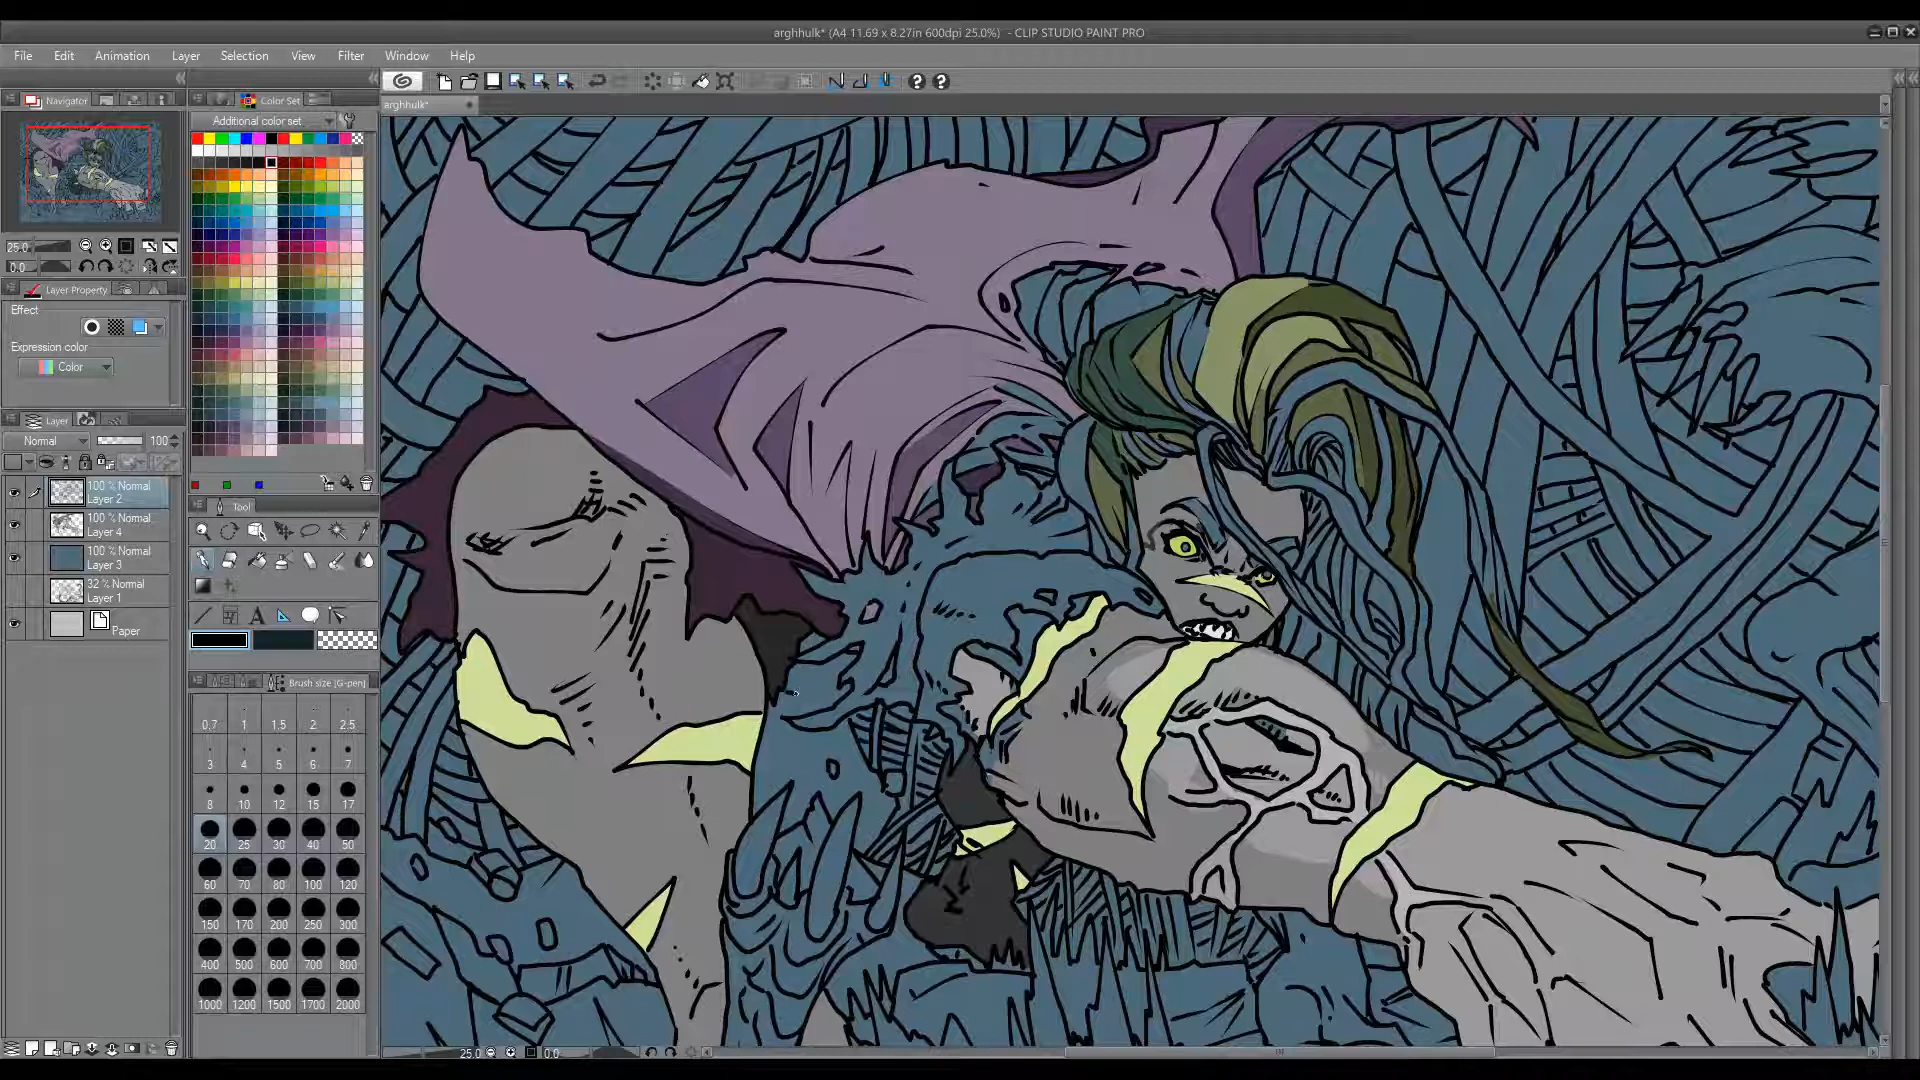 arghhulk* (A4 11.69 x 8.27in 600dpi 25.0%) - CLIP STUDIO PAINT PRO
File Edit Animation Layer Selection View Filter Window Help
Navigator
Color Set
arghhulk*
Additional color set
25.0
0.0
Layer Property
Effect
Expression color
Color
Layer
Normal 100
100 % Normal
Layer 2
100 % Normal
Layer 4
100 % Normal
Layer 3
32 % Normal
Layer 1
Paper
Tool
A
Brush size [G-pen]
0.7 1 1.5 2 2.5
3 4 5 6 7
8 10 12 15 17
20 25 30 40 50
60 70 80 100 120
150 170 200 250 300
400 500 600 700 800
1000 1200 1500 1700 2000
25.0 0.0